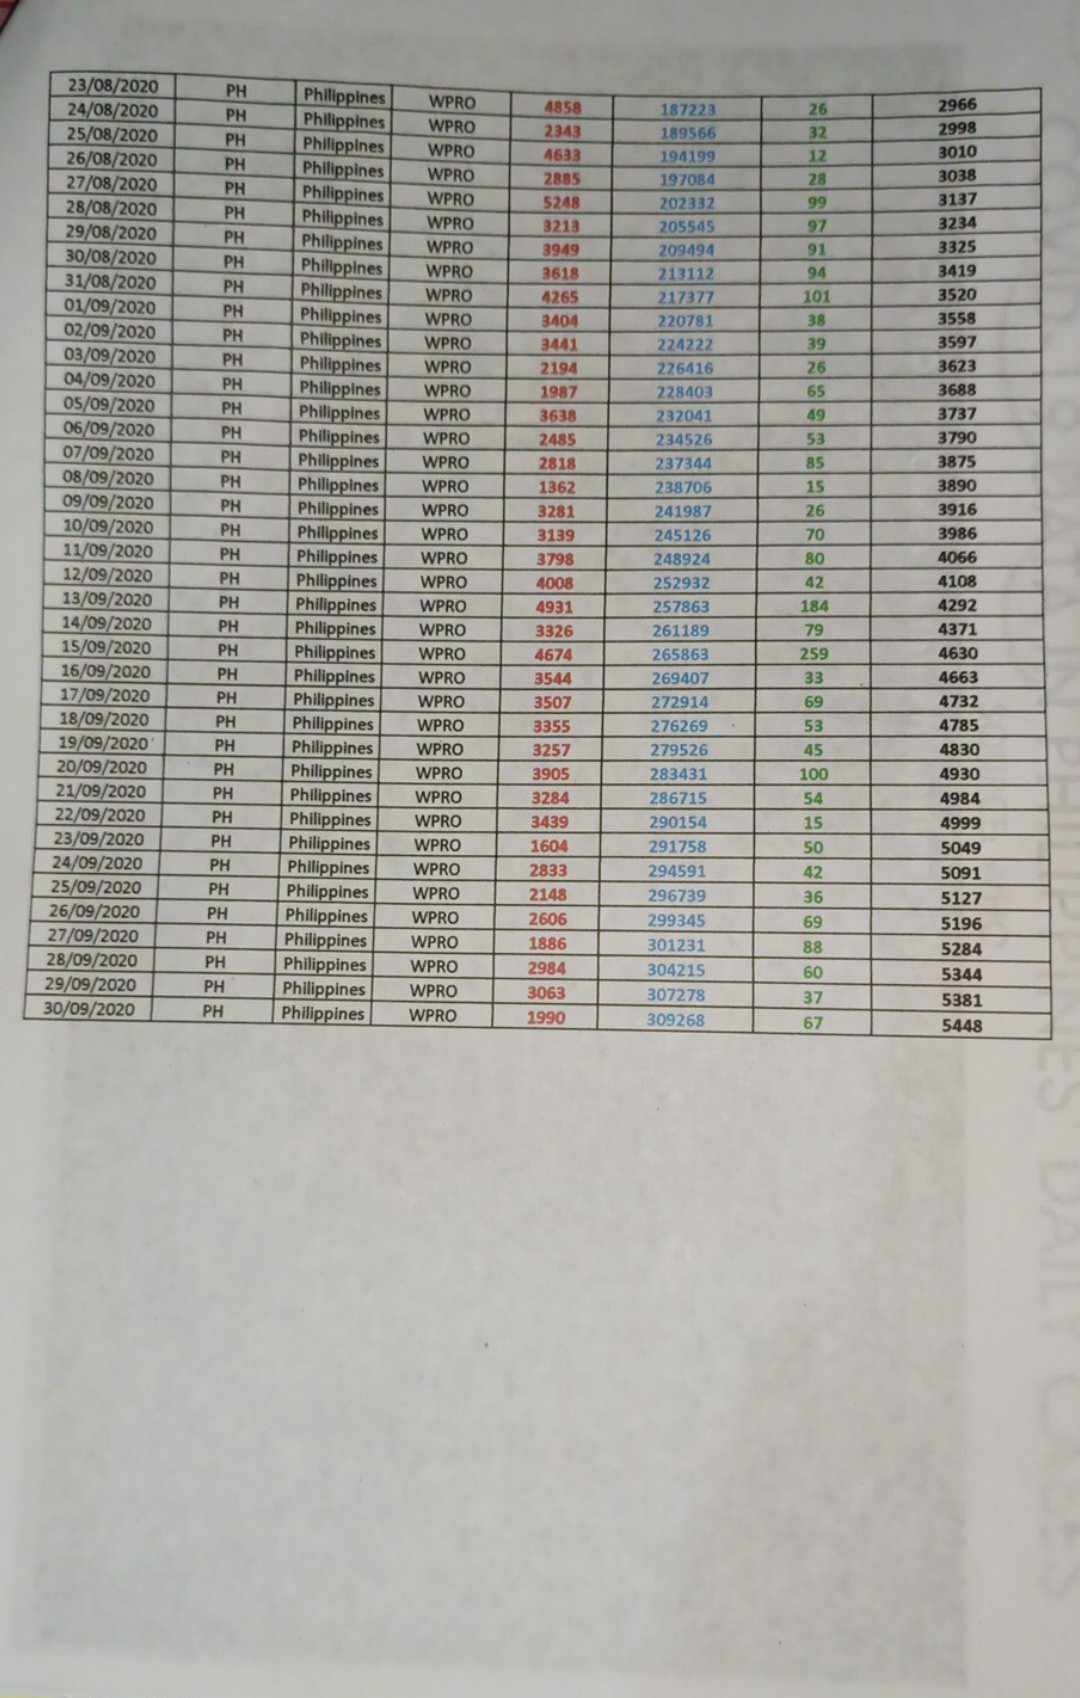 23/08/2020 PH Philippines WPRO 4858 187223 26 2966
24/08/2020 PH Philippines WPRO 2343 189566 32 2998
25/08/2020 PH Philippines WPRO 4633 194199 12 3010
26/08/2020 PH Philippines WPRO 2885 197084 28 3038
27/08/2020 PH Philippines WPRO 5248 202332 99 3137
28/08/2020 PH Philippines WPRO 3213 205545 97 3234
29/08/2020 PH Philippines WPRO 3949 209494 91 3325
30/08/2020 PH Philippines WPRO 3618 213112 94 3419
31/08/2020 PH Philippines WPRO 4265 217377 101 3520
01/09/2020 PH Philippines WPRO 3404 220781 38 3558
02/09/2020 PH Philippines WPRO 3441 224222 39 3597
03/09/2020 PH Philippines WPRO 2194 226416 26 3623
04/09/2020 PH Philippines WPRO 1987 228403 65 3688
05/09/2020 PH Philippines WPRO 3638 232041 49 3737
06/09/2020 PH Philippines WPRO 2485 234526 53 3790
07/09/2020 PH Philippines WPRO 2818 237344 85 3875
08/09/2020 PH Philippines WPRO 1362 238706 15 3890
09/09/2020 PH Philippines WPRO 3281 241987 26 3916
10/09/2020 PH Philippines WPRO 3139 245126 70 3986
11/09/2020 PH Philippines WPRO 3798 248924 80 4066
12/09/2020 PH Philippines WPRO 4008 252932 42 4108
13/09/2020 PH Philippines WPRO 4931 257863 184 4292
14/09/2020 PH Philippines WPRO 3326 261189 79 4371
15/09/2020 PH Philippines WPRO 4674 265863 259 4630
16/09/2020 PH Philippines WPRO 3544 269407 33 4663
17/09/2020 PH Philippines WPRO 3507 272914 69 4732
18/09/2020 PH Philippines WPRO 3355 276269 53 4785
19/09/2020 PH Philippines WPRO 3257 279526 45 4830
20/09/2020 PH Philippines WPRO 3905 283431 100 4930
21/09/2020 PH Philippines WPRO 3284 286715 54 4984
22/09/2020 PH Philippines WPRO 3439 290154 15 4999
23/09/2020 PH Philippines WPRO 1604 291758 50 5049
24/09/2020 PH Philippines WPRO 2833 294591 42 5091
25/09/2020 PH Philippines WPRO 2148 296739 36 5127
26/09/2020 PH Philippines WPRO 2606 299345 69 5196
27/09/2020 PH Philippines WPRO 1886 301231 88 5284
28/09/2020 PH Philippines WPRO 2984 304215 60 5344
29/09/2020 PH Philippines WPRO 3063 307278 37 5381
30/09/2020 PH Philippines WPRO 1990 309268 67 5448